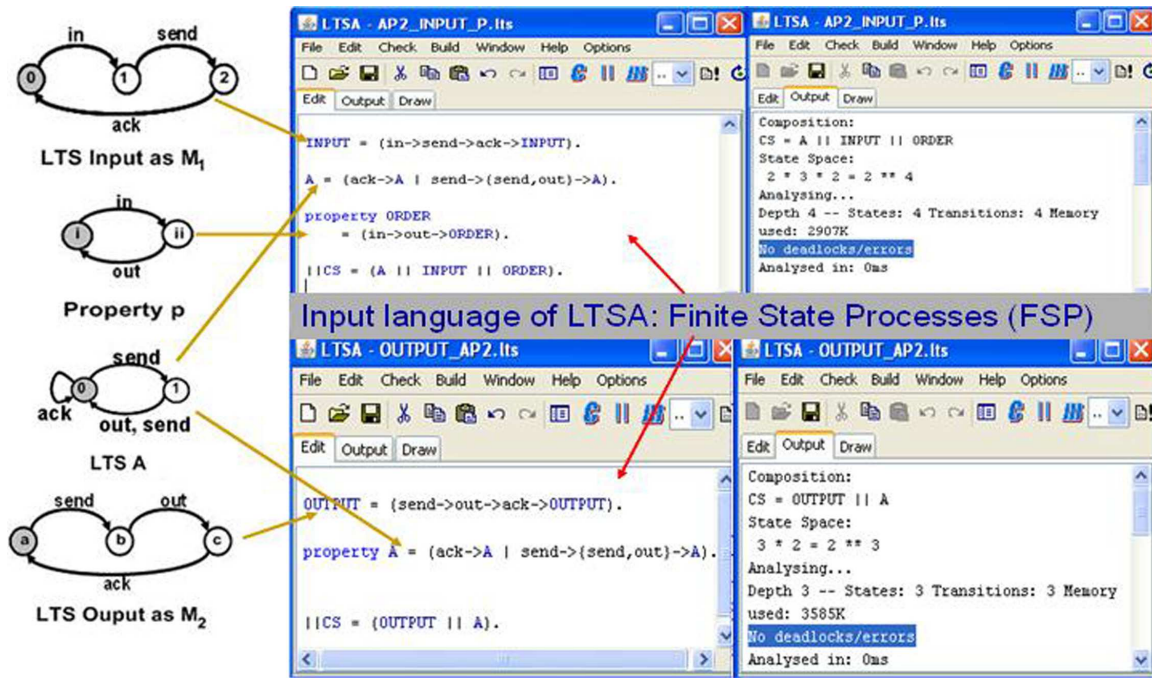 in
send
0
1
2
ack
LTS Input as M1
in
i
ii
out
Property p
send
0
1
ack
out, send
LTS A
send
out
a
b
c
ack
LTS Ouput as M2
LTSA - AP2_INPUT_P.lts
File Edit Check Build Window Help Options
Edit Output Draw
INPUT = (in->send->ack->INPUT).
A = (ack->A | send->{send,out}->A).
property ORDER
= (in->out->ORDER).
||CS = (A || INPUT || ORDER).
LTSA - AP2_INPUT_P.lts
File Edit Check Build Window Help Options
Edit Output Draw
Composition:
CS = A || INPUT || ORDER
State Space:
2 * 3 * 2 = 2 ** 4
Analysing...
Depth 4 -- States: 4 Transitions: 4 Memory
used: 2907K
No deadlocks/errors
Analysed in: 0ms
Input language of LTSA: Finite State Processes (FSP)
LTSA - OUTPUT_AP2.lts
File Edit Check Build Window Help Options
Edit Output Draw
OUTPUT = (send->out->ack->OUTPUT).
property A = (ack->A | send->{send,out}->A).
||CS = (OUTPUT || A).
LTSA - OUTPUT_AP2.lts
File Edit Check Build Window Help Options
Edit Output Draw
Composition:
CS = OUTPUT || A
State Space:
3 * 2 = 2 ** 3
Analysing...
Depth 3 -- States: 3 Transitions: 3 Memory
used: 3585K
No deadlocks/errors
Analysed in: 0ms